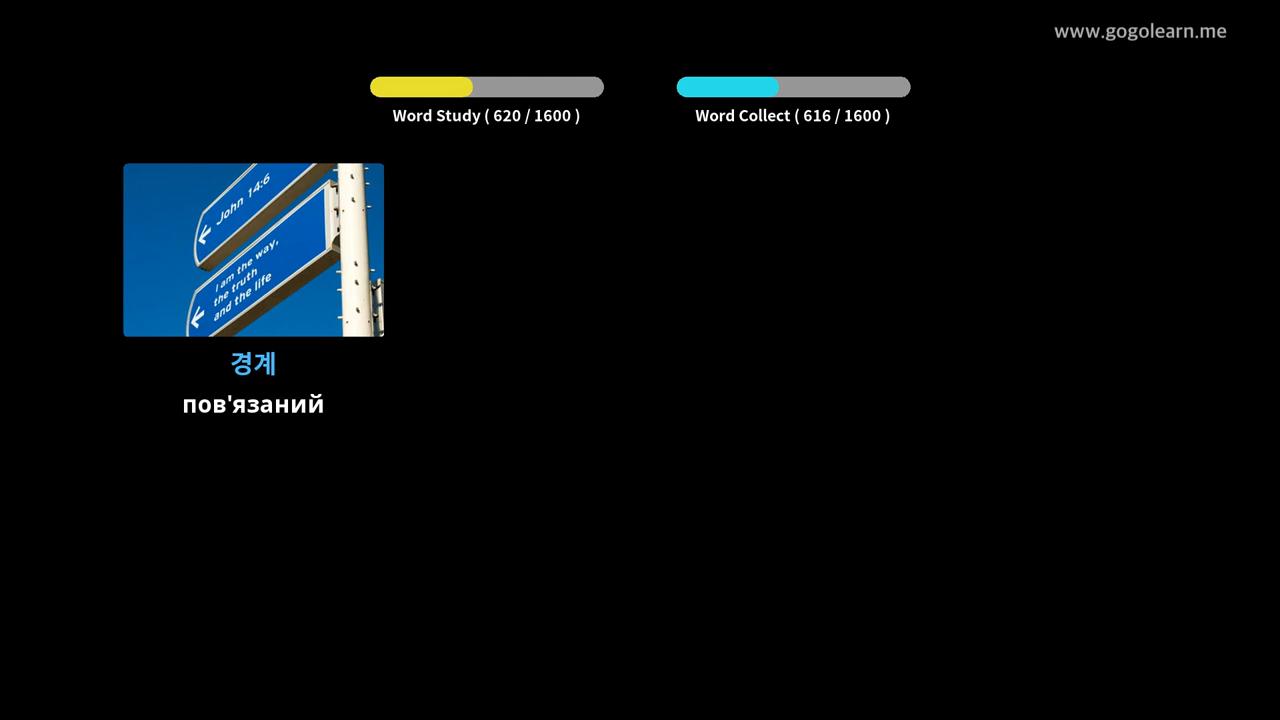 www.gogolearn.me
Word Study ( 620 / 1600 )
Word Collect ( 616 / 1600 )
John 14:6
I am the way,
the truth
and the life
경계
пов'язаний